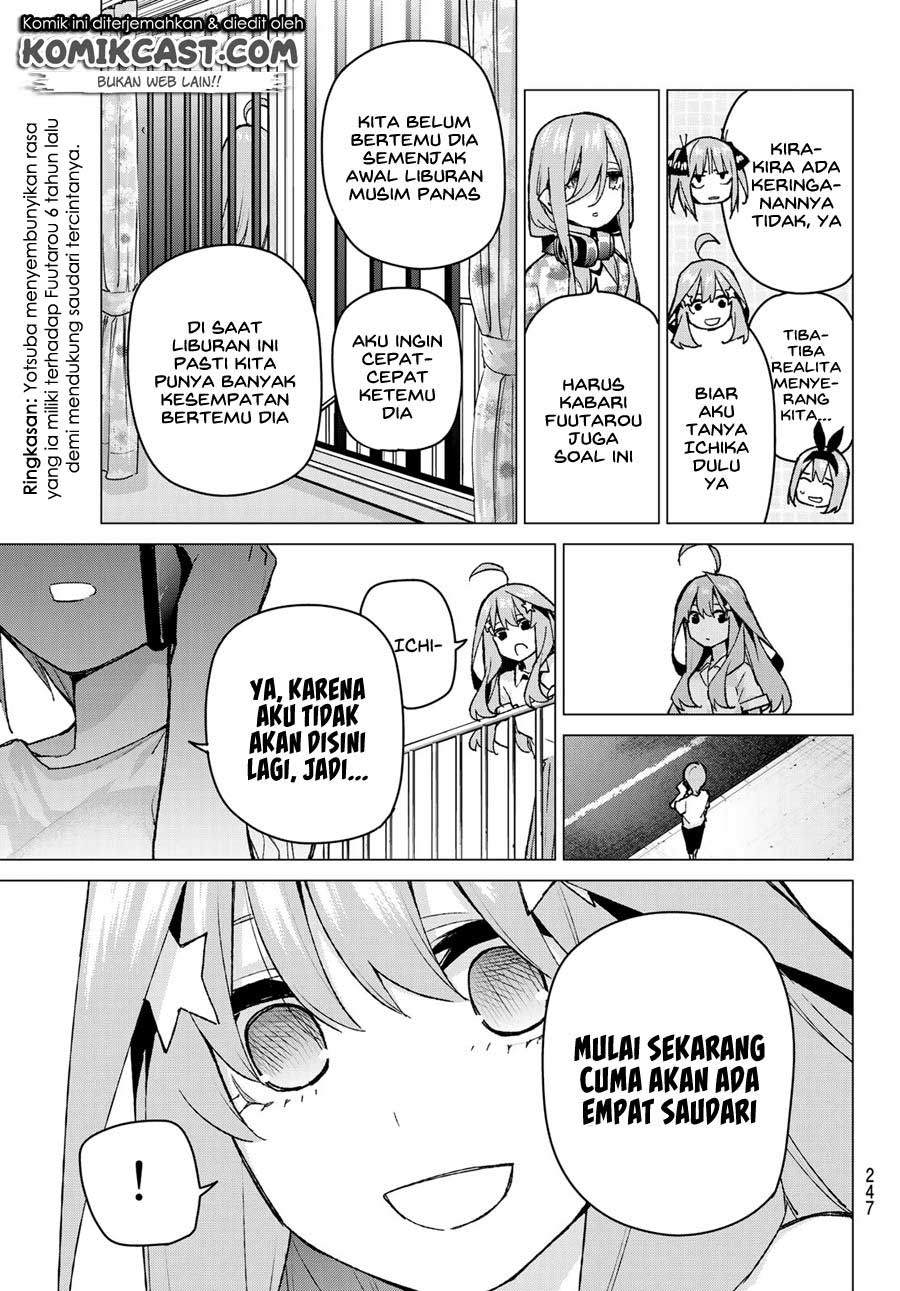 Komik ini diterjemahkan & diedit oleh
KOMIKCAST.COM
BUKAN WEB LAIN!!
Ringkasan: Yotsuba menyembunyikan rasa
yang ia miliki terhadap Fuutarou 6 tahun lalu
demi mendukung saudari tercintanya.
KIRA-
KIRA ADA
KERINGA-
NANNYA
TIDAK, YA
TIBA-
TIBA
REALITA
MENYE-
RANG
KITA...
BIAR
AKU
TANYA
ICHIKA
DULU
YA
HARUS
KABARI
FUUTAROU
JUGA
SOAL INI
KITA BELUM
BERTEMU DIA
SEMENJAK
AWAL LIBURAN
MUSIM PANAS
AKU INGIN
CEPAT-
CEPAT
KETEMU
DIA
DI SAAT
LIBURAN INI
PASTI KITA
PUNYA BANYAK
KESEMPATAN
BERTEMU DIA
ICHI-
YA, KARENA
AKU TIDAK
AKAN DISINI
LAGI, JADI...
MULAI SEKARANG
CUMA AKAN ADA
EMPAT SAUDARI
!
247